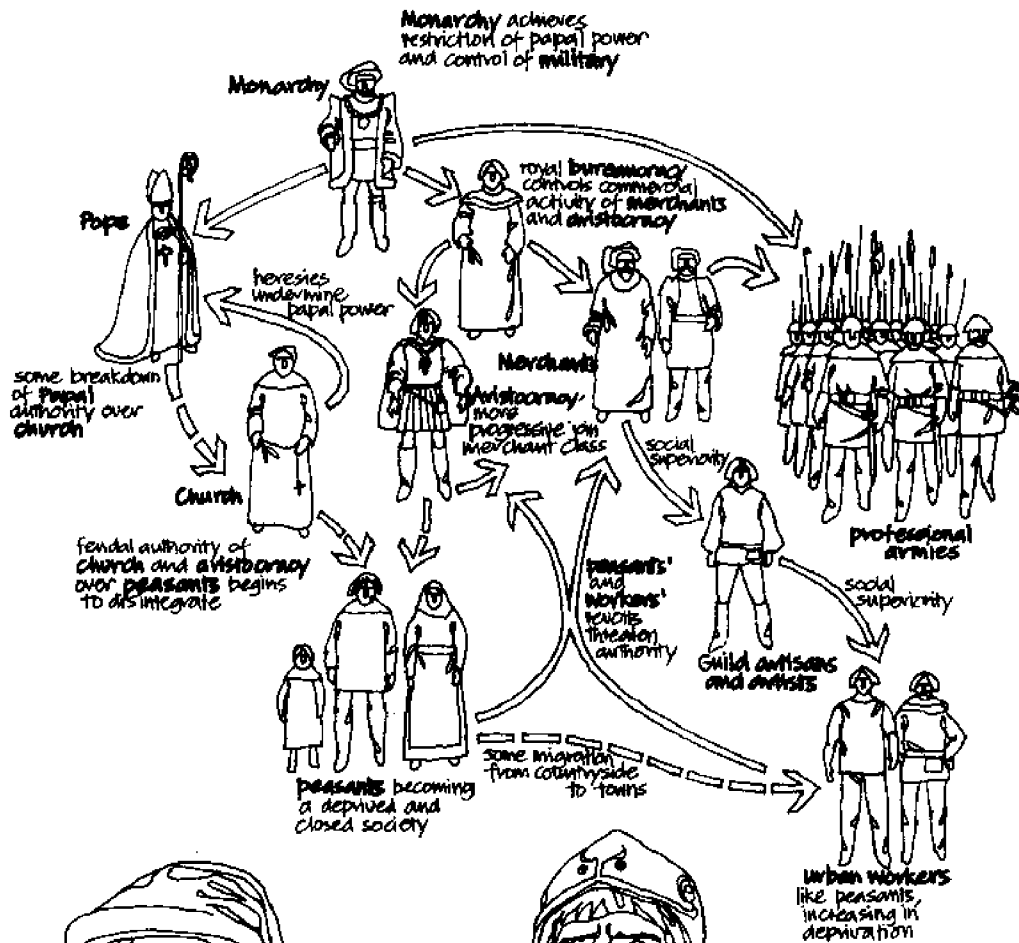 Monarchy achieves
restriction of papal power
and control of military
Monarchy
royal bureaucracy
controls commercial
activity of merchants
and aristocracy
Pope
heresies
undermine
papal power
Merchants
some breakdown
of Papal
authority over
church
Aristocracy-
more
progressive join
merchant class
social
superiority
Church
professional
armies
feudal authority of
church and aristocracy
over peasants begins
to disintegrate
peasants'
and
workers'
revolts
threaten
authority
social
superiority
Guild artisans
and artists
some migration
from countryside
to towns
peasants becoming
a deprived and
closed society
urban workers
like peasants,
increasing in
deprivation